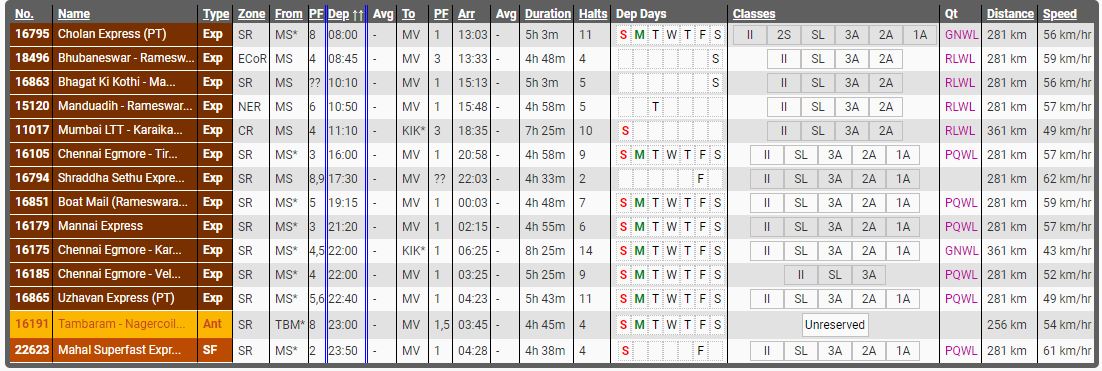 No. Name Type Zone From PF Dep ↑↑ Avg To PF Arr Avg Duration Halts Dep Days Classes Qt Distance Speed
16795 Cholan Express (PT) Exp SR MS* 8 08:00 - MV 1 13:03 - 5h 3m 11 S M T W T F S II 2S SL 3A 2A 1A GNWL 281 km 56 km/hr
18496 Bhubaneswar - Ramesw... Exp ECoR MS 4 08:45 - MV 3 13:33 - 4h 48m 4 S II SL 3A 2A RLWL 281 km 59 km/hr
16863 Bhagat Ki Kothi - Ma... Exp SR MS ?? 10:10 - MV 1 15:13 - 5h 3m 5 S II SL 3A 2A RLWL 281 km 56 km/hr
15120 Manduadih - Rameswar... Exp NER MS 6 10:50 - MV 1 15:48 - 4h 58m 5 T II SL 3A 2A RLWL 281 km 57 km/hr
11017 Mumbai LTT - Karaika... Exp CR MS 4 11:10 - KIK* 3 18:35 - 7h 25m 10 S II SL 3A 2A RLWL 361 km 49 km/hr
16105 Chennai Egmore - Tir... Exp SR MS* 3 16:00 - MV 1 20:58 - 4h 58m 9 S M T W T F S II SL 3A 2A 1A PQWL 281 km 57 km/hr
16794 Shraddha Sethu Expre... Exp SR MS 8,9 17:30 - MV ?? 22:03 - 4h 33m 2 F II SL 3A 2A 1A 281 km 62 km/hr
16851 Boat Mail (Rameswara... Exp SR MS* 5 19:15 - MV 1 00:03 - 4h 48m 7 S M T W T F S II SL 3A 2A 1A PQWL 281 km 59 km/hr
16179 Mannai Express Exp SR MS* 3 21:20 - MV 1 02:15 - 4h 55m 6 S M T W T F S II SL 3A 2A 1A PQWL 281 km 57 km/hr
16175 Chennai Egmore - Kar... Exp SR MS* 4,5 22:00 - KIK* 1 06:25 - 8h 25m 14 S M T W T F S II SL 3A 2A 1A GNWL 361 km 43 km/hr
16185 Chennai Egmore - Vel... Exp SR MS* 4 22:00 - MV 1 03:25 - 5h 25m 9 S M T W T F S II SL 3A PQWL 281 km 52 km/hr
16865 Uzhavan Express (PT) Exp SR MS* 5,6 22:40 - MV 1 04:23 - 5h 43m 11 S M T W T F S II SL 3A 2A 1A PQWL 281 km 49 km/hr
16191 Tambaram - Nagercoil... Ant SR TBM* 8 23:00 - MV 1,5 03:45 - 4h 45m 4 S M T W T F S Unreserved 256 km 54 km/hr
22623 Mahal Superfast Expr... SF SR MS* 2 23:50 - MV 1 04:28 - 4h 38m 4 S F II SL 3A 2A 1A PQWL 281 km 61 km/hr